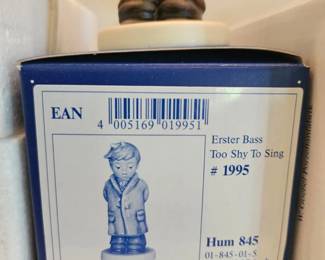 EAN
4 005169 019951
Erster Bass
Too Shy To Sing
# 1995
Hum 845
01-845-01-5